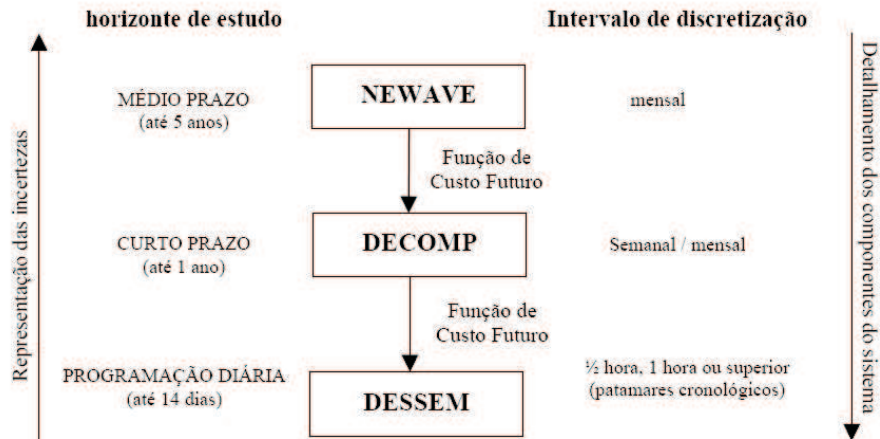 horizonte de estudo
Intervalo de discretização
Representação das incertezas
Detalhamento dos componentes do sistema
MÉDIO PRAZO
(até 5 anos)
NEWAVE
mensal
Função de
Custo Futuro
CURTO PRAZO
(até 1 ano)
DECOMP
Semanal / mensal
Função de
Custo Futuro
PROGRAMAÇÃO DIÁRIA
(até 14 dias)
DESSEM
½ hora, 1 hora ou superior
(patamares cronológicos)